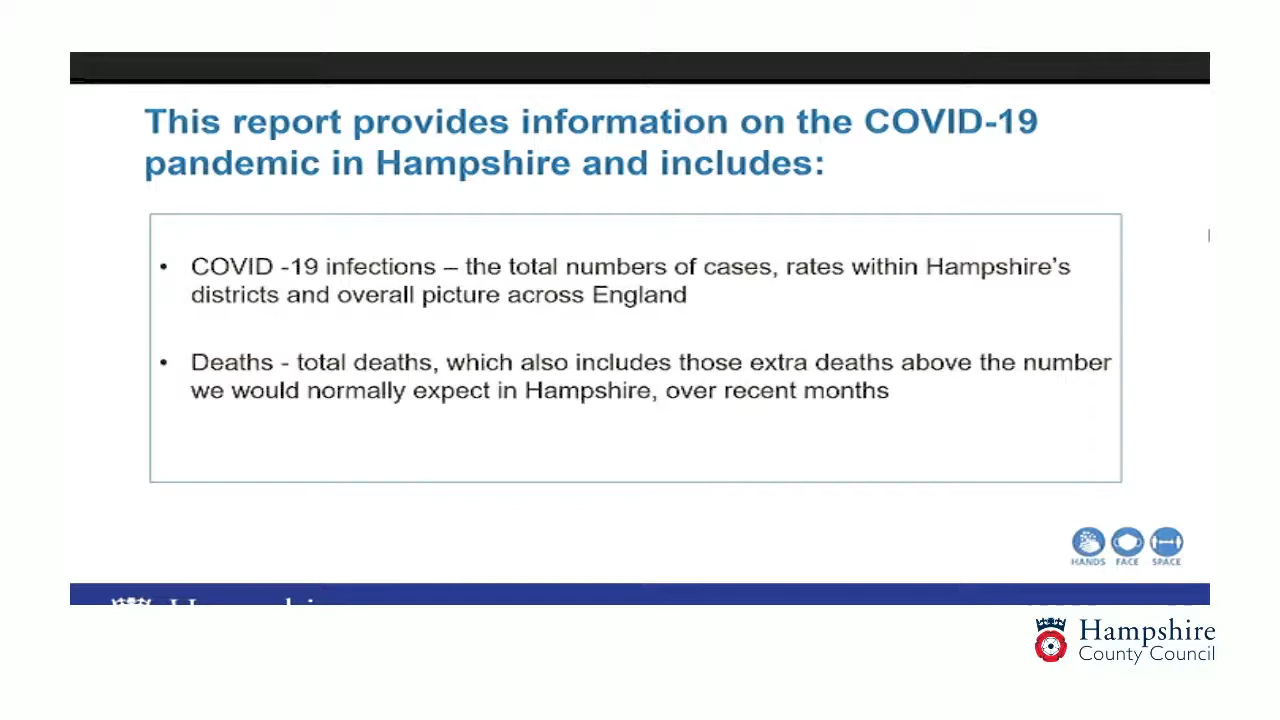 This report provides information on the COVID-19
pandemic in Hampshire and includes:
• COVID -19 infections – the total numbers of cases, rates within Hampshire's
districts and overall picture across England
• Deaths - total deaths, which also includes those extra deaths above the number
we would normally expect in Hampshire, over recent months
HANDS FACE SPACE
Hampshire
County Council